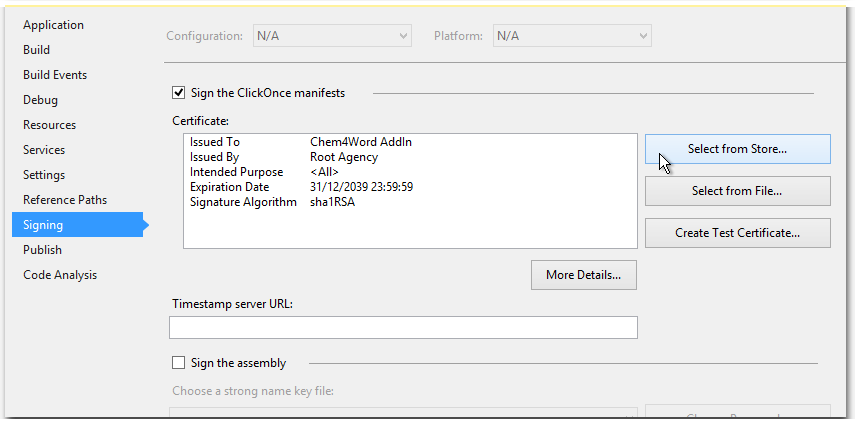 Application
Build
Build Events
Debug
Resources
Services
Settings
Reference Paths
Signing
Publish
Code Analysis
Configuration: N/A Platform: N/A
Sign the ClickOnce manifests
Certificate:
Issued To Chem4Word AddIn
Issued By Root Agency
Intended Purpose <All>
Expiration Date 31/12/2039 23:59:59
Signature Algorithm sha1RSA
Select from Store...
Select from File...
Create Test Certificate...
More Details...
Timestamp server URL:
Sign the assembly
Choose a strong name key file: